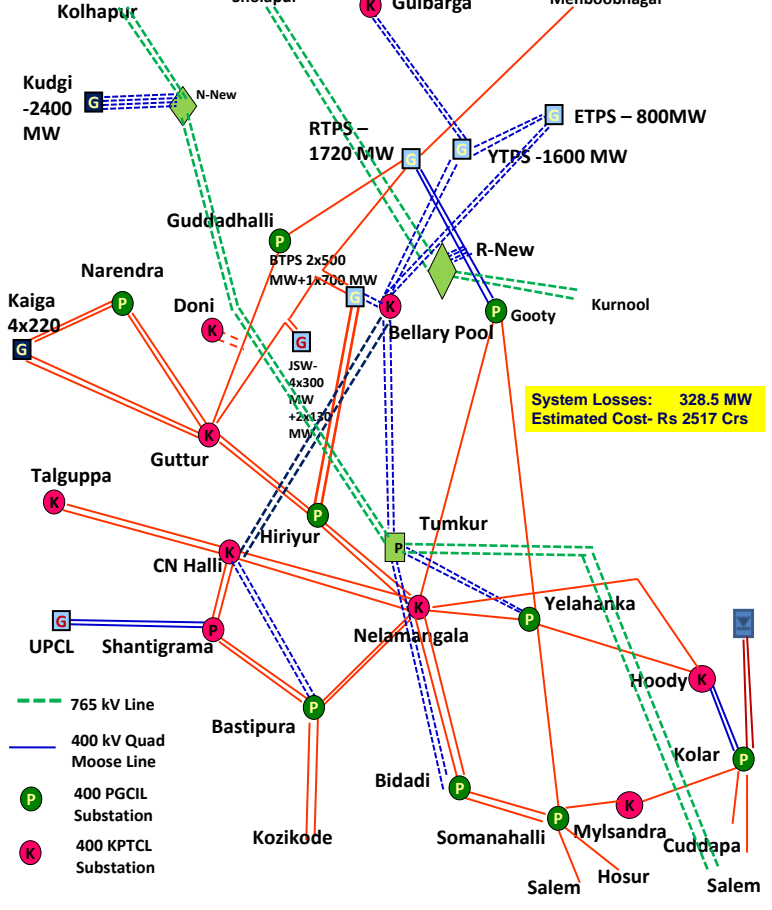 Kolhapur
Sholapur
K
Gulbarga
Mehboobnagar
Kudgi
-2400
MW
G
N-New
RTPS –
1720 MW
G
G
YTPS -1600 MW
G
ETPS – 800MW
Guddadhalli
P
R-New
Narendra
P
BTPS 2x500
MW+1x700 MW
G
K
Bellary Pool
Kurnool
P
Gooty
Kaiga
4x220
G
Doni
K
G
JSW-
4x300
MW
+2x130
MW
System Losses: 328.5 MW
Estimated Cost- Rs 2517 Crs
K
Guttur
Talguppa
K
P
Hiriyur
Tumkur
P
K
CN Halli
K
Nelamangala
Yelahanka
P
G
UPCL
P
Shantigrama
Hoody
K
765 kV Line
400 kV Quad
Moose Line
P
400 PGCIL
Substation
K
400 KPTCL
Substation
P
Bastipura
Kozikode
Bidadi
P
Kolar
P
Somanahalli
P
K
Mylsandra
Cuddapa
Salem
Hosur
Salem